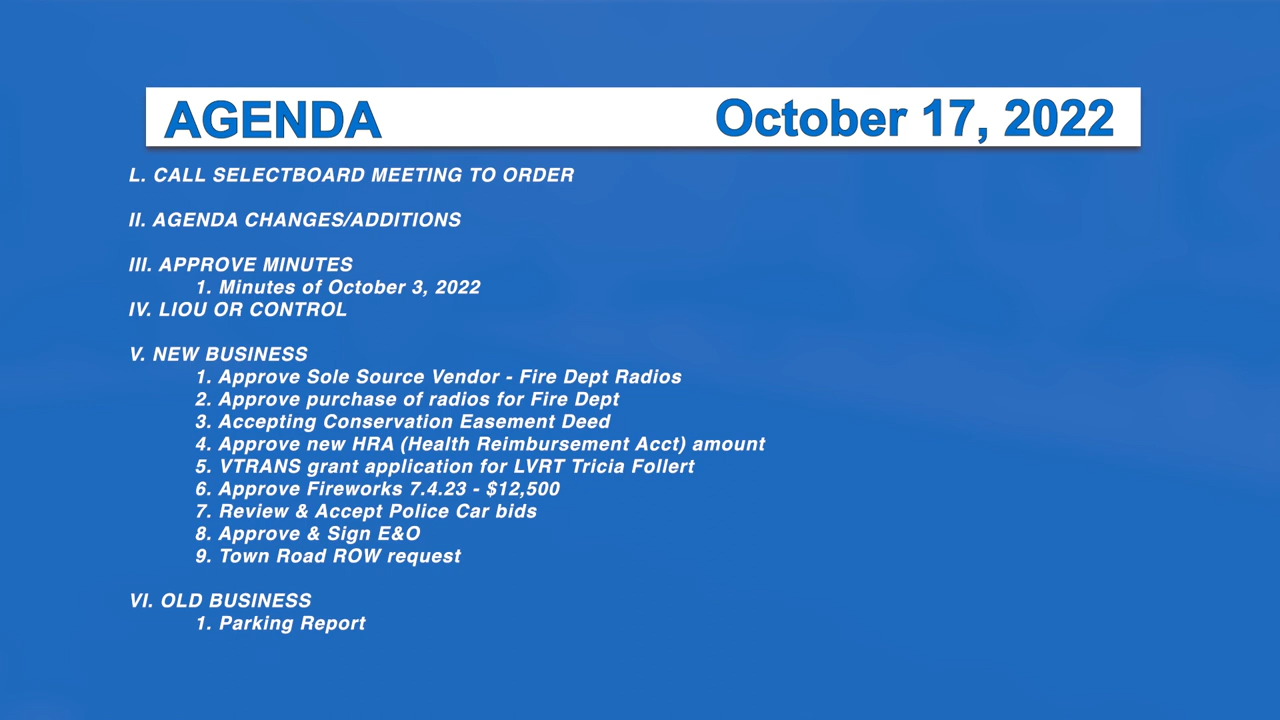 AGENDA October 17, 2022
L. CALL SELECTBOARD MEETING TO ORDER
II. AGENDA CHANGES/ADDITIONS
III. APPROVE MINUTES
1. Minutes of October 3, 2022
IV. LIOU OR CONTROL
V. NEW BUSINESS
1. Approve Sole Source Vendor - Fire Dept Radios
2. Approve purchase of radios for Fire Dept
3. Accepting Conservation Easement Deed
4. Approve new HRA (Health Reimbursement Acct) amount
5. VTRANS grant application for LVRT Tricia Follert
6. Approve Fireworks 7.4.23 - $12,500
7. Review & Accept Police Car bids
8. Approve & Sign E&O
9. Town Road ROW request
VI. OLD BUSINESS
1. Parking Report